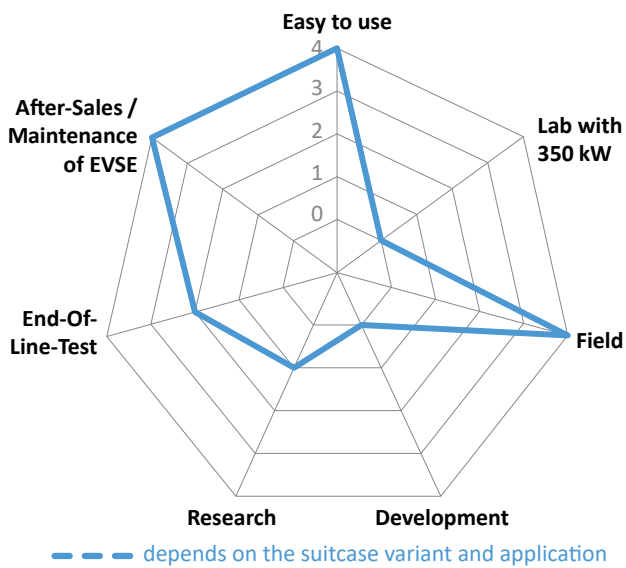 Easy to use
4
3
2
1
0
After-Sales /
Maintenance
of EVSE
Lab with
350 kW
End-Of-
Line-Test
Field
Research
Development
depends on the suitcase variant and application